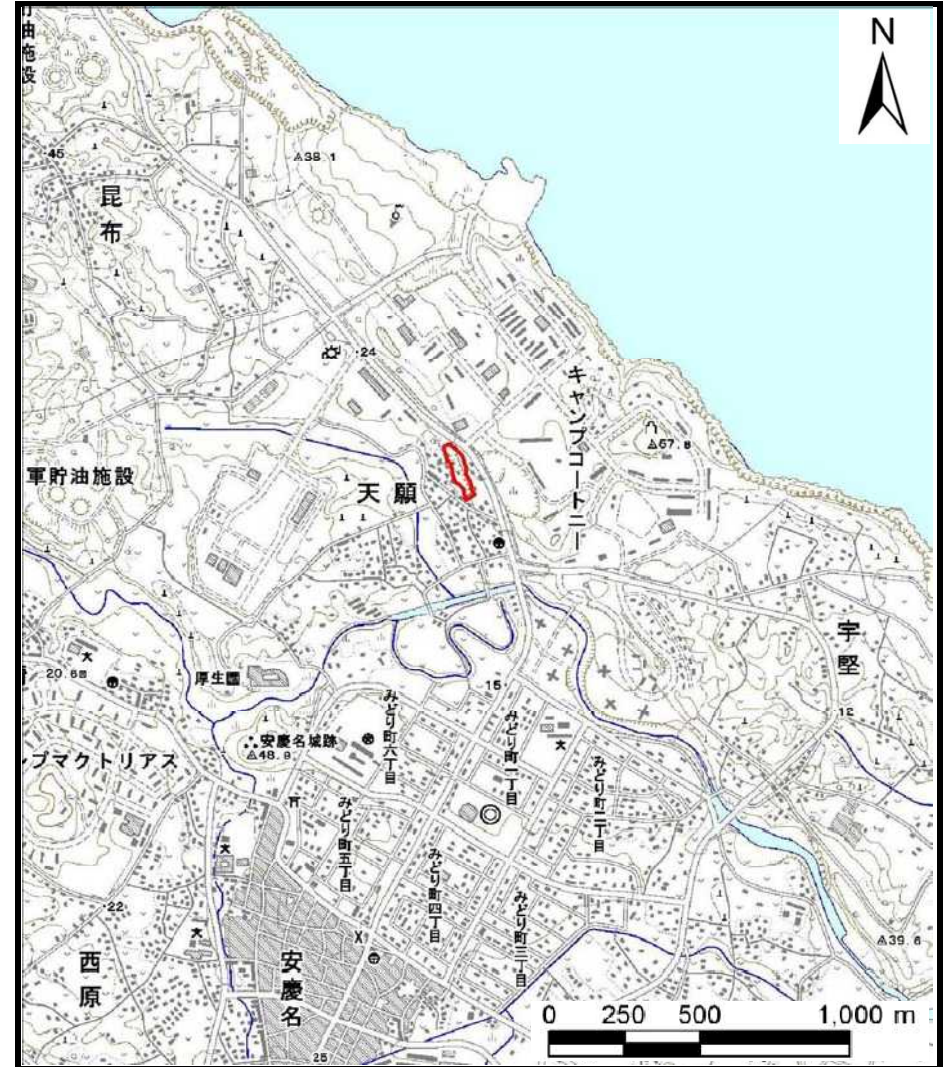 N
油
施
設
38.1
45
昆布
24
キャンプコートニー
57.8
軍貯油施設
天願
宇堅
厚生園
20.6
15
みどり町六丁目
みどり町一丁目
12
安慶名城跡
48.9
プマクトリアス
みどり町二丁目
みどり町五丁目
みどり町四丁目
みどり町三丁目
22
39.6
西原
安慶名
25
0 250 500 1,000 m